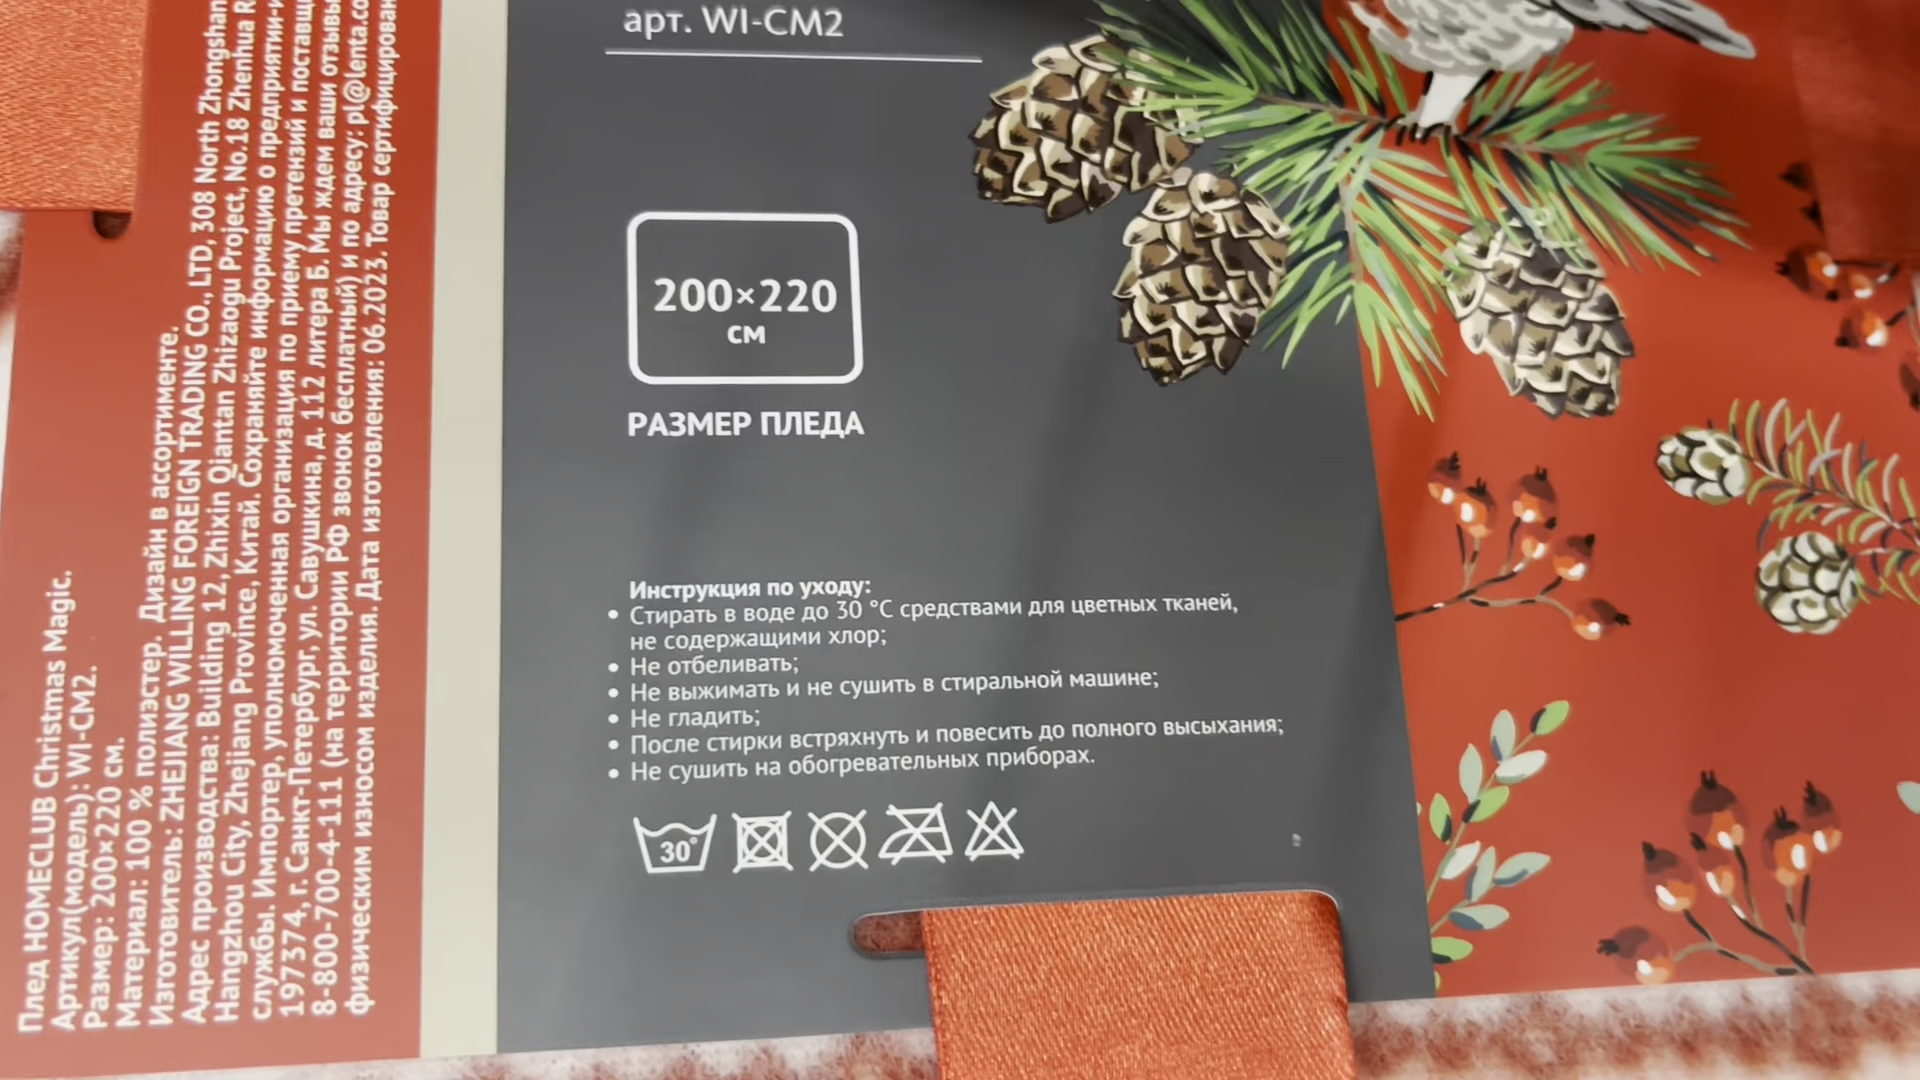 арт. WI-CM2
200×220
см
РАЗМЕР ПЛЕДА
Инструкция по уходу:
• Стирать в воде до 30 °C средствами для цветных тканей,
не содержащими хлор;
• Не отбеливать;
• Не выжимать и не сушить в стиральной машине;
• Не гладить;
• После стирки встряхнуть и повесить до полного высыхания;
• Не сушить на обогревательных приборах.
30°
Плед HOMECLUB Christmas Magic.
Артикул(модель): WI-CM2.
Размер: 200×220 см.
Материал: 100 % полиэстер. Дизайн в ассортименте.
Изготовитель: ZHEJIANG WILLING FOREIGN TRADING CO., LTD, 308 North Zhongshan
Адрес производства: Building 12, Zhixin Qiantan Zhizaogu Project, No.18 Zhenhua
Hangzhou City, Zhejiang Province, Китай. Сохраняйте информацию о предприятии-
службы. Импортер, уполномоченная организация по приему претензий и
197374, г. Санкт-Петербург, ул. Савушкина, д. 112 литера Б. Мы ждем ваши отзывы
8-800-700-4-111 (на территории РФ звонок бесплатный) и по адресу: pl@lenta.co
физическим износом изделия. Дата изготовления: 06.2023. Товар